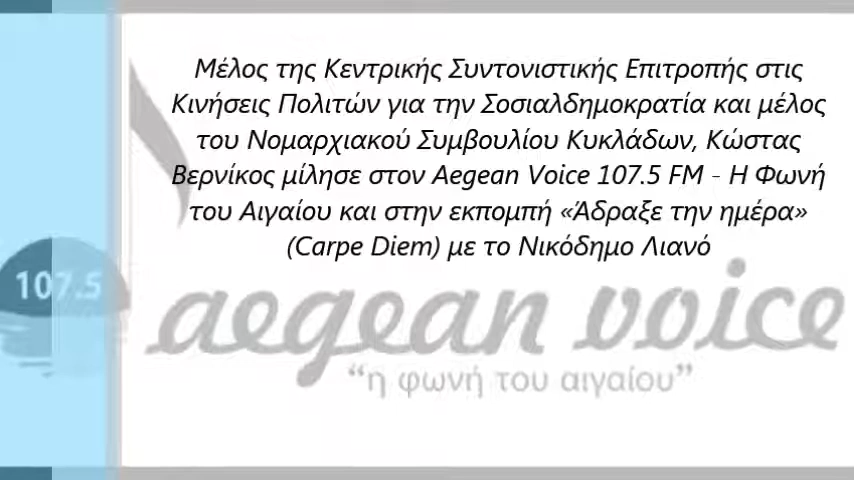 Μέλος της Κεντρικής Συντονιστικής Επιτροπής στις
Κινήσεις Πολιτών για την Σοσιαλδημοκρατία και μέλος
του Νομαρχιακού Συμβουλίου Κυκλάδων, Κώστας
Βερνίκος μίλησε στον Aegean Voice 107.5 FM - Η Φωνή
του Αιγαίου και στην εκπομπή «Άδραξε την ημέρα»
(Carpe Diem) με το Νικόδημο Λιανό
107.5
aegean voice
“η φωνή του αιγαίου”